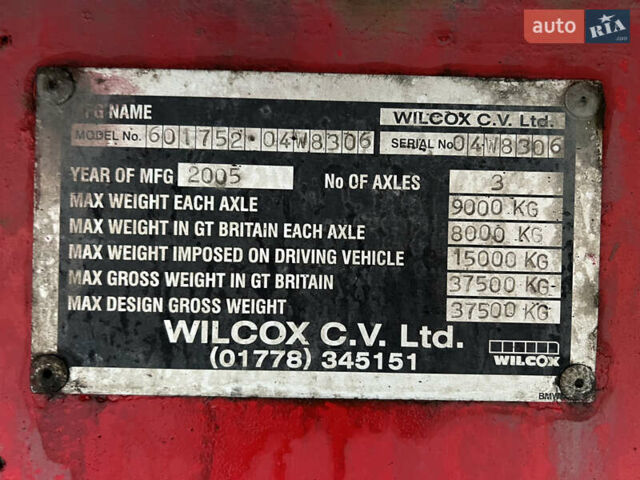 auto RIA .com
FG NAME WILCOX C.V. Ltd.
MODEL No. 601752·04W8306 SERIAL No 04W8306
YEAR OF MFG 2005 No OF AXLES 3
MAX WEIGHT EACH AXLE 9000 KG
MAX WEIGHT IN GT BRITAIN EACH AXLE 8000 KG
MAX WEIGHT IMPOSED ON DRIVING VEHICLE 15000 KG
MAX GROSS WEIGHT IN GT BRITAIN 37500 KG
MAX DESIGN GROSS WEIGHT 37500 KG
WILCOX C.V. Ltd.
(01778) 345151
WILCOX